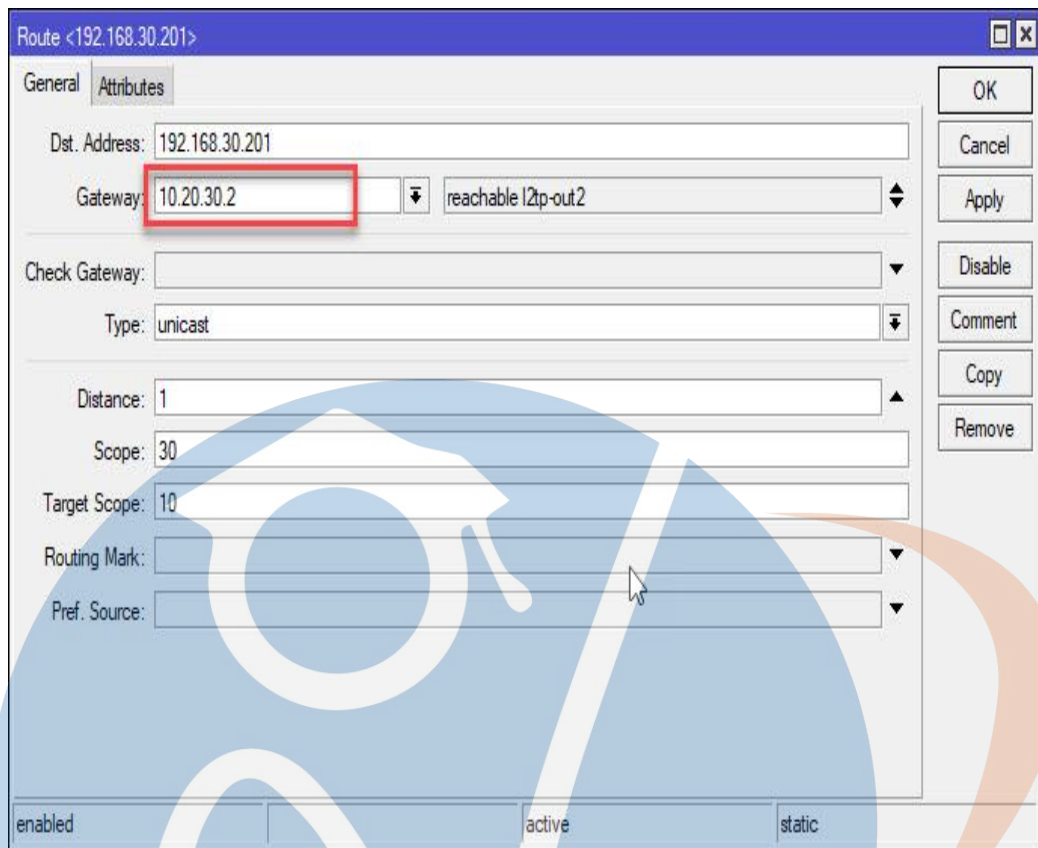 Route <192.168.30.201>
General Attributes OK
Dst. Address: 192.168.30.201 Cancel
Gateway: 10.20.30.2 reachable l2tp-out2 Apply
Check Gateway: Disable
Type: unicast Comment
Copy
Distance: 1
Remove
Scope: 30
Target Scope: 10
Routing Mark:
Pref. Source:
enabled active static